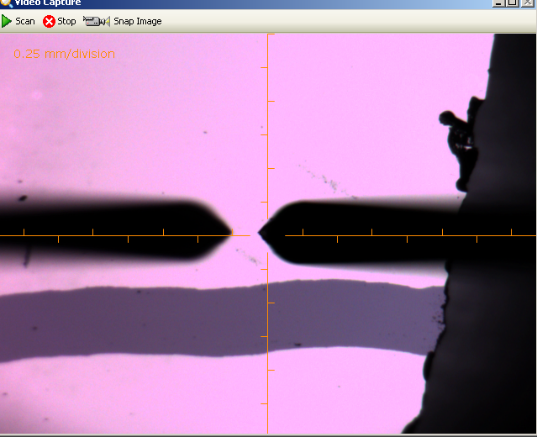 Video Capture
Scan Stop Snap Image
0.25 mm/division